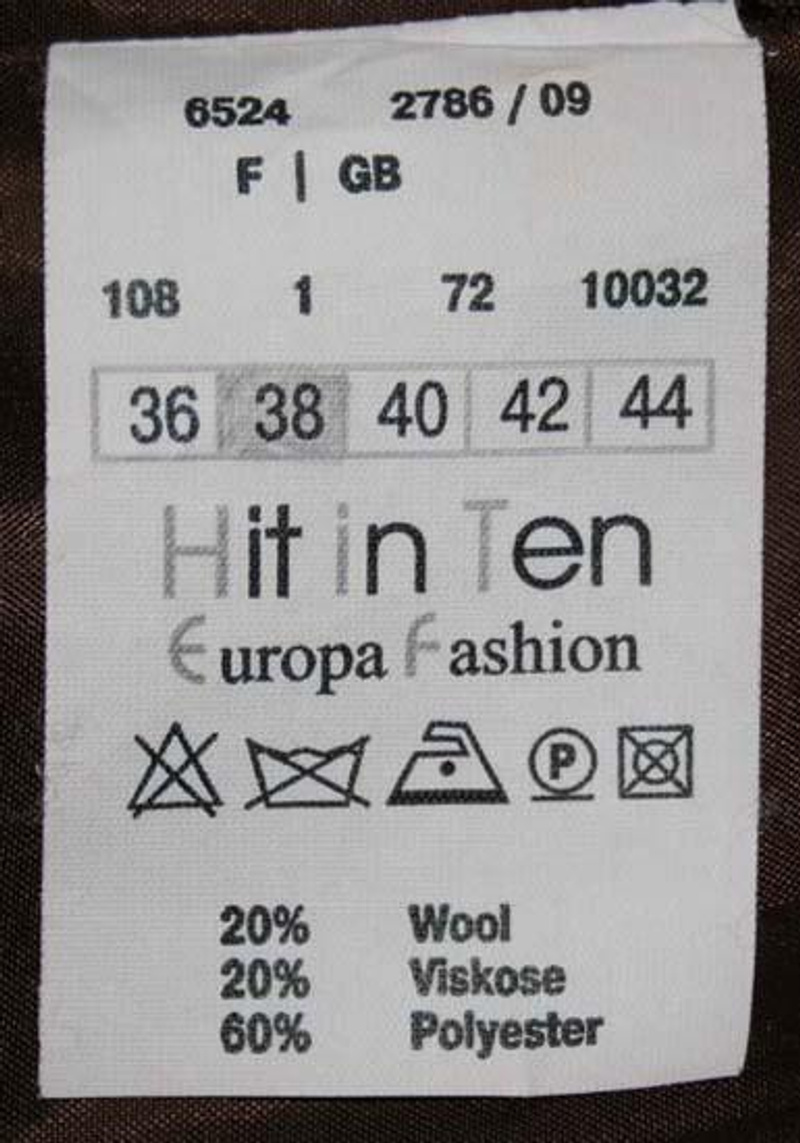 6524 2786 / 09
F | GB
108 1 72 10032
36 38 40 42 44
Hit in Ten
Europa Fashion
P
20% Wool
20% Viskose
60% Polyester